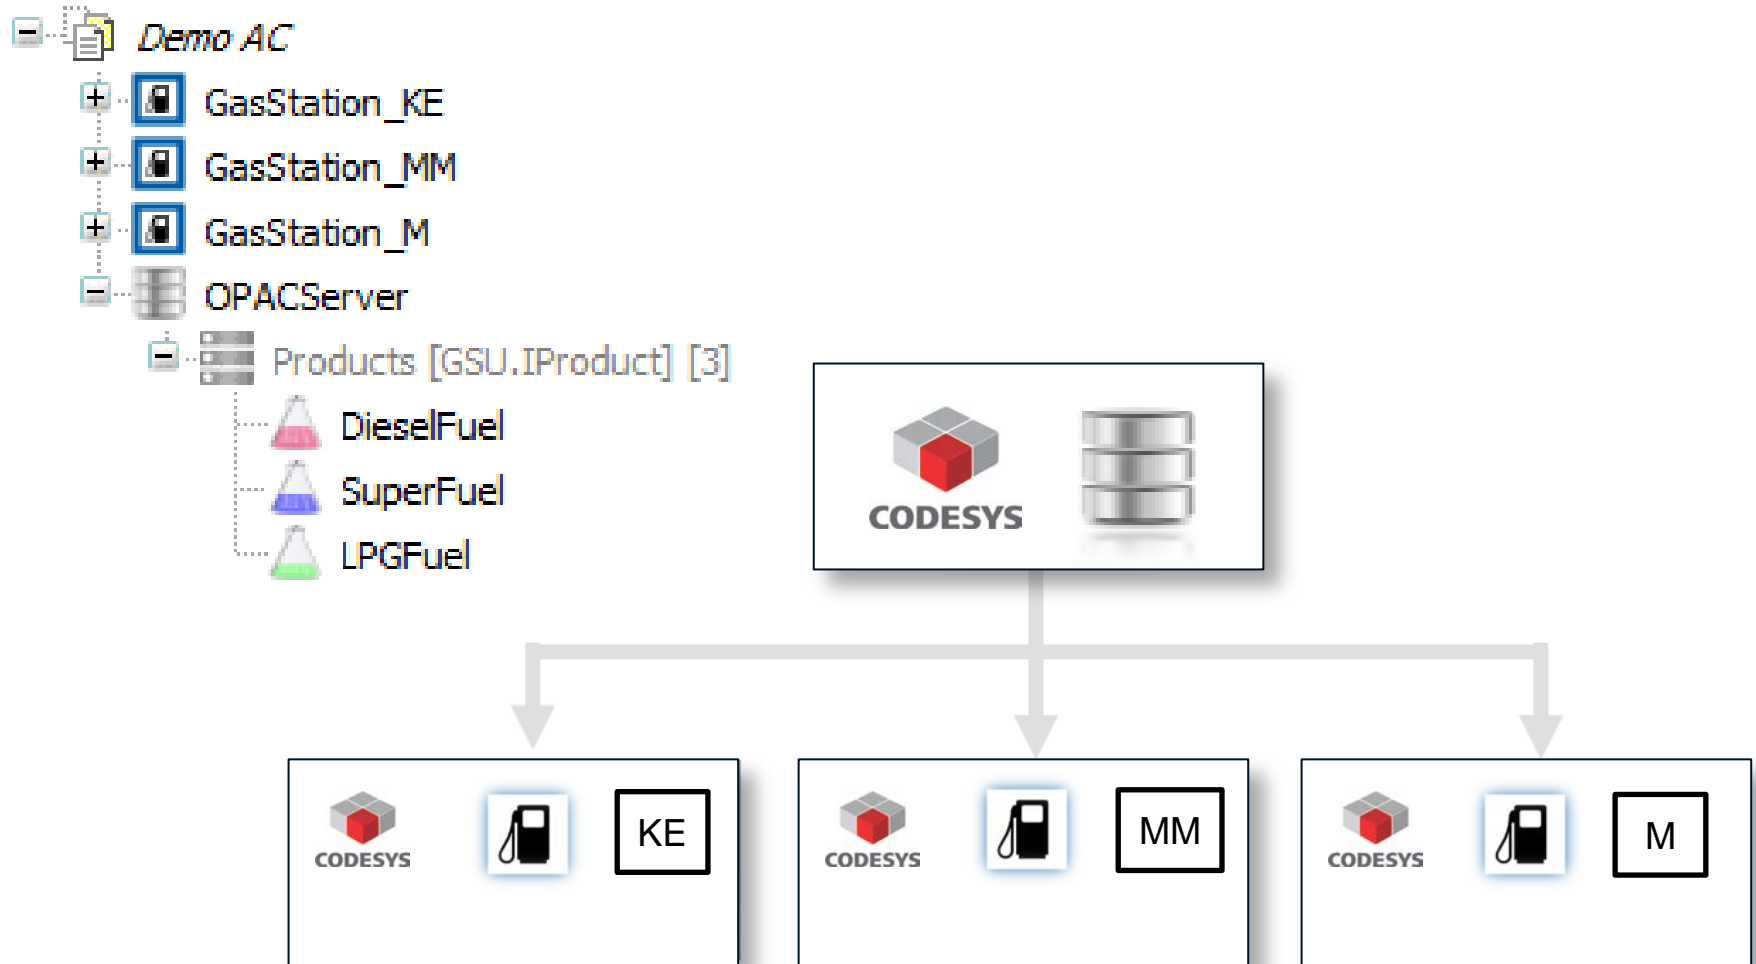 Demo AC
GasStation_KE
GasStation_MM
GasStation_M
OPACServer
Products [GSU.IProduct] [3]
DieselFuel
SuperFuel
LPGFuel
CODESYS
CODESYS
KE
CODESYS
MM
CODESYS
M